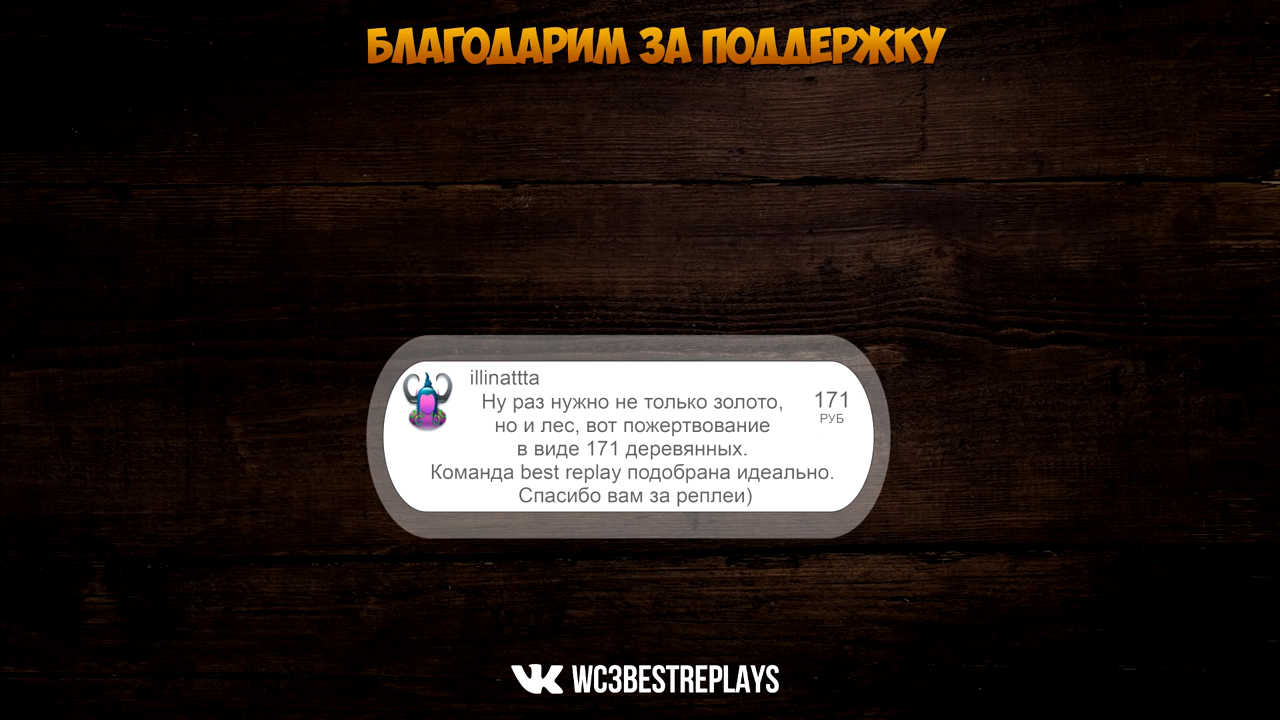 БЛАГОДАРИМ ЗА ПОДДЕРЖКУ
illinattta
Ну раз нужно не только золото,
но и лес, вот пожертвование
в виде 171 деревянных.
Команда best replay подобрана идеально.
Спасибо вам за реплеи)
171
РУБ
WC3BESTREPLAYS